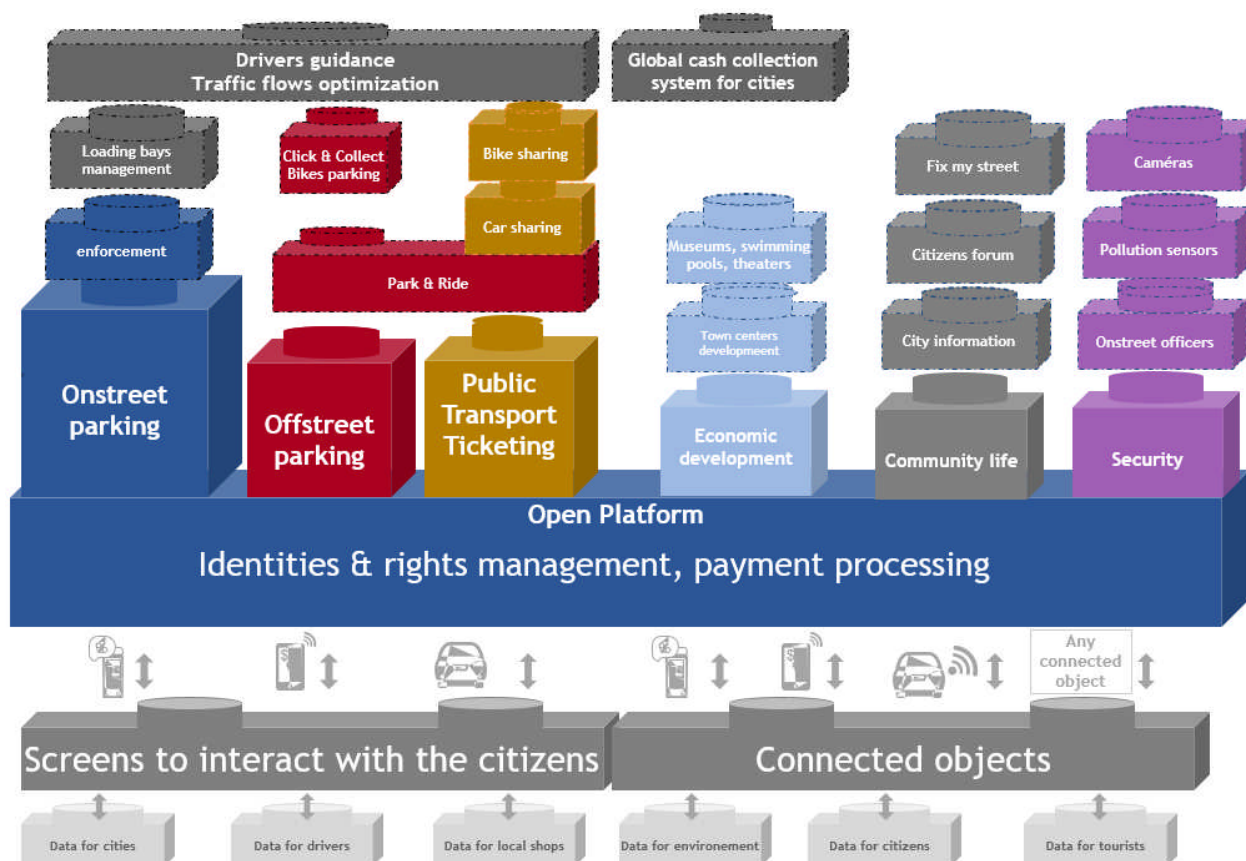 Drivers guidance
Traffic flows optimization
Global cash collection
system for cities
Loading bays
management
Click & Collect
Bikes parking
Bike sharing
Fix my street
Caméras
enforcement
Car sharing
Museums, swimming
pools, theaters
Citizens forum
Pollution sensors
Park & Ride
Town centers
developmeent
City information
Onstreet officers
Onstreet
parking
Offstreet
parking
Public
Transport
Ticketing
Economic
development
Community life
Security
Open Platform
Identities & rights management, payment processing
Any
connected
object
Screens to interact with the citizens
Connected objects
Data for cities
Data for drivers
Data for local shops
Data for environement
Data for citizens
Data for tourists